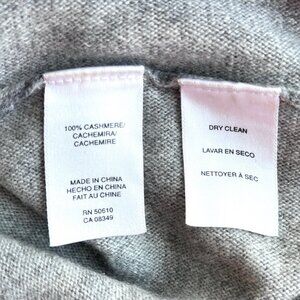 100% CASHMERE/
CACHEMIRA/
CACHEMIRE
MADE IN CHINA
HECHO EN CHINA
FAIT AU CHINE
RN 50610
CA 08349
DRY CLEAN
LAVAR EN SECO
NETTOYER À SEC